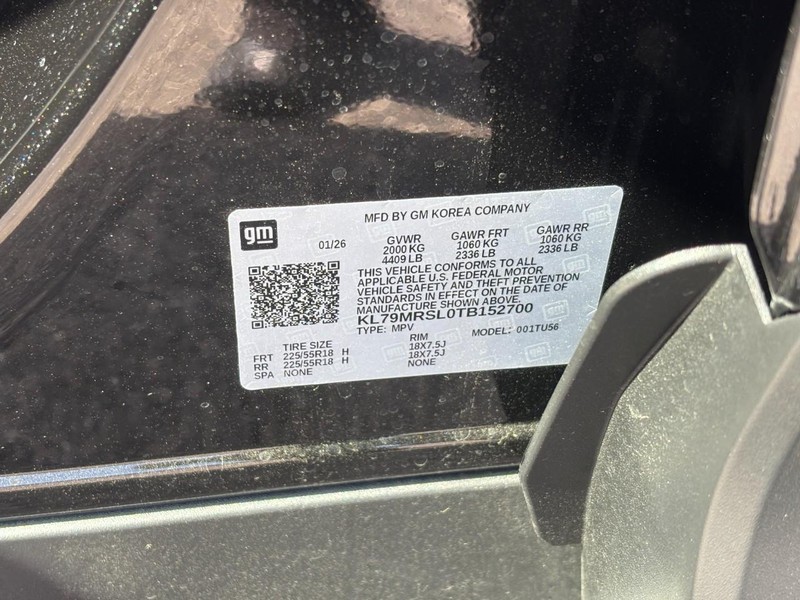 gm
MFD BY GM KOREA COMPANY
01/26 GVWR GAWR FRT GAWR RR
2000 KG 1060 KG 1060 KG
4409 LB 2336 LB 2336 LB
THIS VEHICLE CONFORMS TO ALL
APPLICABLE U.S. FEDERAL MOTOR
VEHICLE SAFETY AND THEFT PREVENTION
STANDARDS IN EFFECT ON THE DATE OF
MANUFACTURE SHOWN ABOVE.
KL79MRSL0TB152700
TYPE: MPV MODEL: 001TU56
TIRE SIZE RIM
FRT 225/55R18 H 18X7.5J
RR 225/55R18 H 18X7.5J
SPA NONE NONE